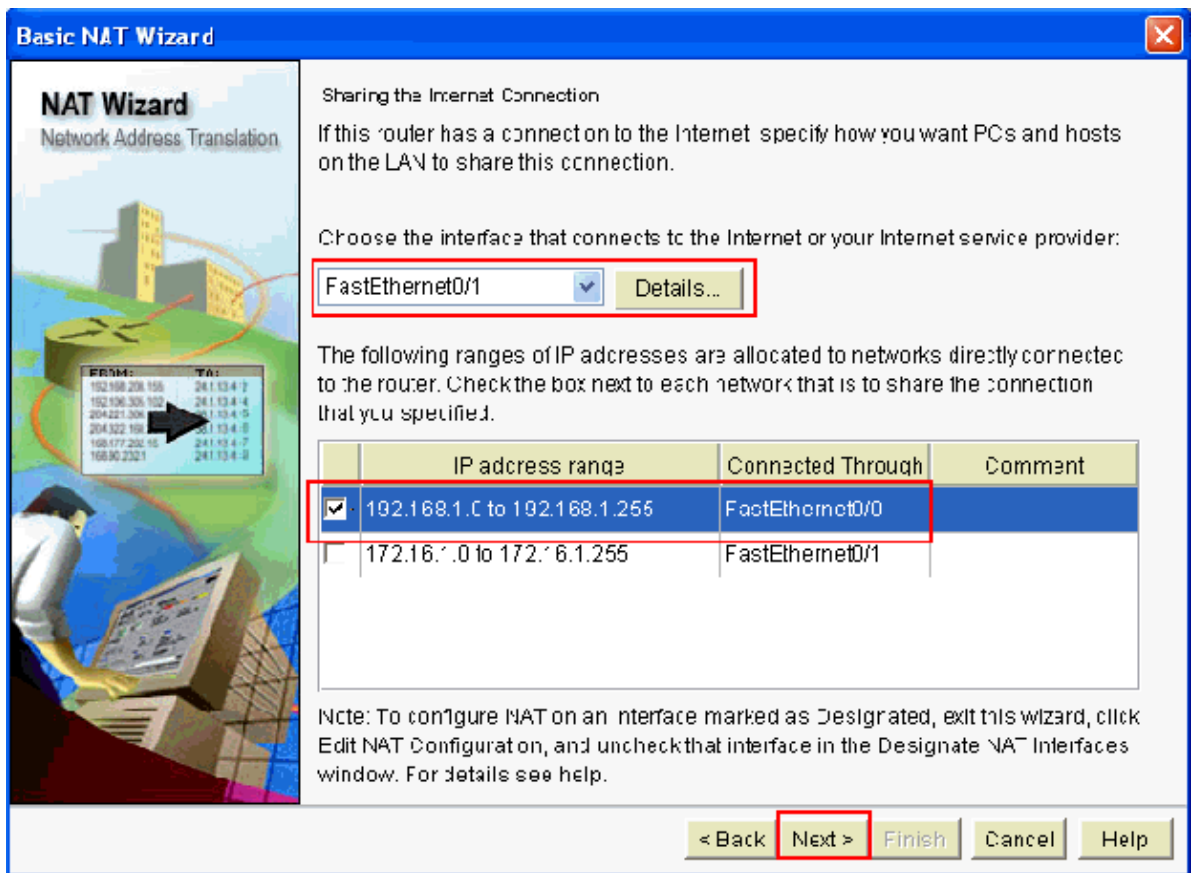 Basic NAT Wizard
NAT Wizard
Network Address Translation
FROM: TO:
Sharing the Internet Connection
If this router has a connection to the Internet, specify how you want PCs and hosts
on the LAN to share this connection.
Choose the interface that connects to the Internet or your Internet service provider:
FastEthernet0/1
Details...
The following ranges of IP addresses are allocated to networks directly connected
to the router. Check the box next to each network that is to share the connection
that you specified.
IP address range Connected Through Comment
192.168.1.0 to 192.168.1.255 FastEthernet0/0
172.16.1.0 to 172.16.1.255 FastEthernet0/1
Note: To configure NAT on an interface marked as Designated, exit this wizard, click
Edit NAT Configuration, and uncheck that interface in the Designate NAT Interfaces
window. For details see help.
< Back Next > Finish Cancel Help